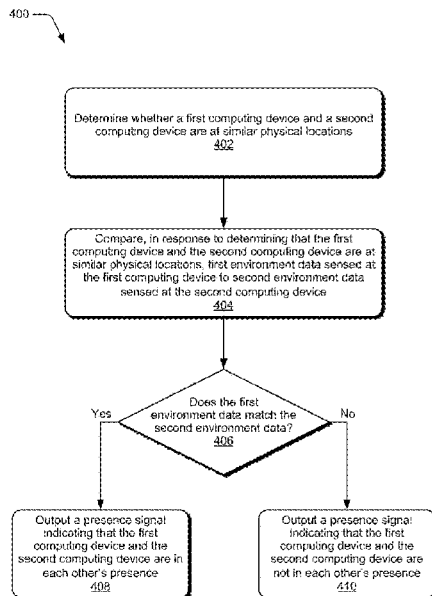 400
Determine whether a first computing device and a second
computing device are at similar physical locations
402
Compare, in response to determining that the first
computing device and the second computing device are at
similar physical locations, first environment data sensed at
the first computing device to second environment data
sensed at the second computing device
404
Does the first
environment data match the
second environment data?
406
Yes
No
Output a presence signal
indicating that the first
computing device and the
second computing device are in
each other's presence
408
Output a presence signal
indicating that the first
computing device and the
second computing device are
not in each other's presence
410